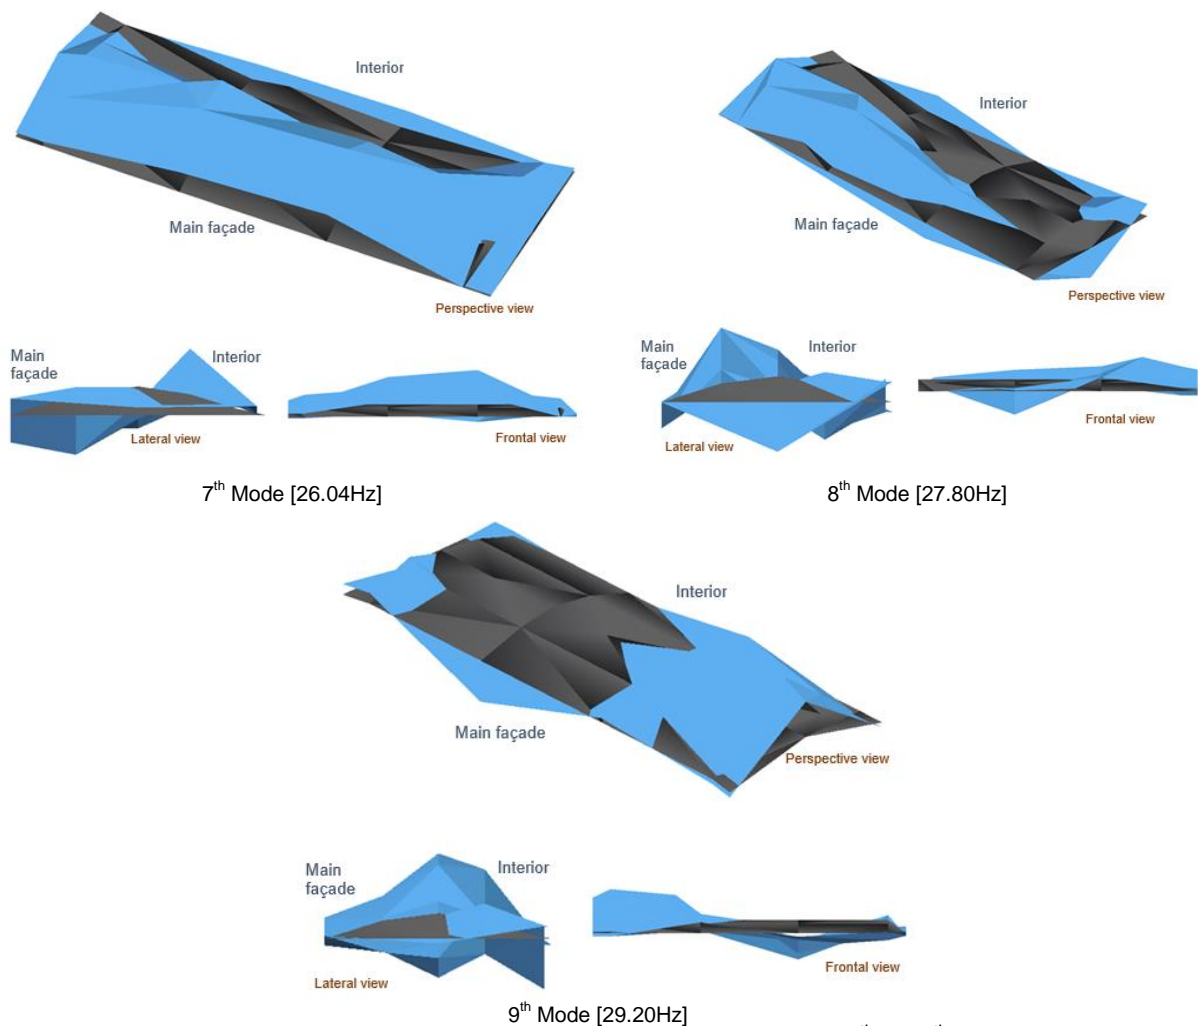 Interior
Main façade
Perspective view
Main
façade
Interior
Lateral view
Frontal view
7th Mode [26.04Hz]
Interior
Main façade
Perspective view
Main
façade
Interior
Lateral view
Frontal view
8th Mode [27.80Hz]
Interior
Main façade
Perspective view
Main
façade
Interior
Lateral view
Frontal view
9th Mode [29.20Hz]